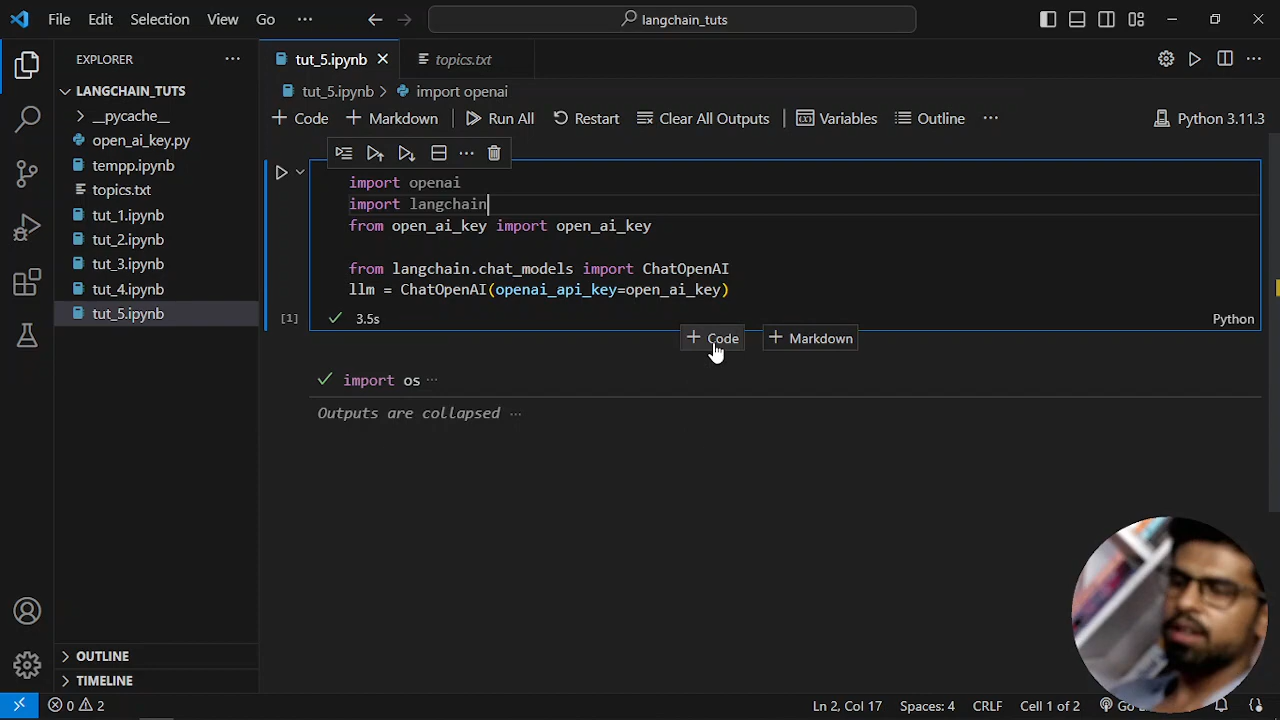 File Edit Selection View Go ··· langchain_tuts
EXPLORER ···
LANGCHAIN_TUTS
__pycache__
open_ai_key.py
tempp.ipynb
topics.txt
tut_1.ipynb
tut_2.ipynb
tut_3.ipynb
tut_4.ipynb
tut_5.ipynb
OUTLINE
TIMELINE
tut_5.ipynb topics.txt
tut_5.ipynb > import openai
+ Code + Markdown Run All Restart Clear All Outputs Variables Outline ··· Python 3.11.3
import openai
import langchain
from open_ai_key import open_ai_key
from langchain.chat_models import ChatOpenAI
llm = ChatOpenAI(openai_api_key=open_ai_key)
[1] 3.5s Python
+ Code + Markdown
import os ···
Outputs are collapsed ···
0 2 Ln 2, Col 17 Spaces: 4 CRLF Cell 1 of 2 Go